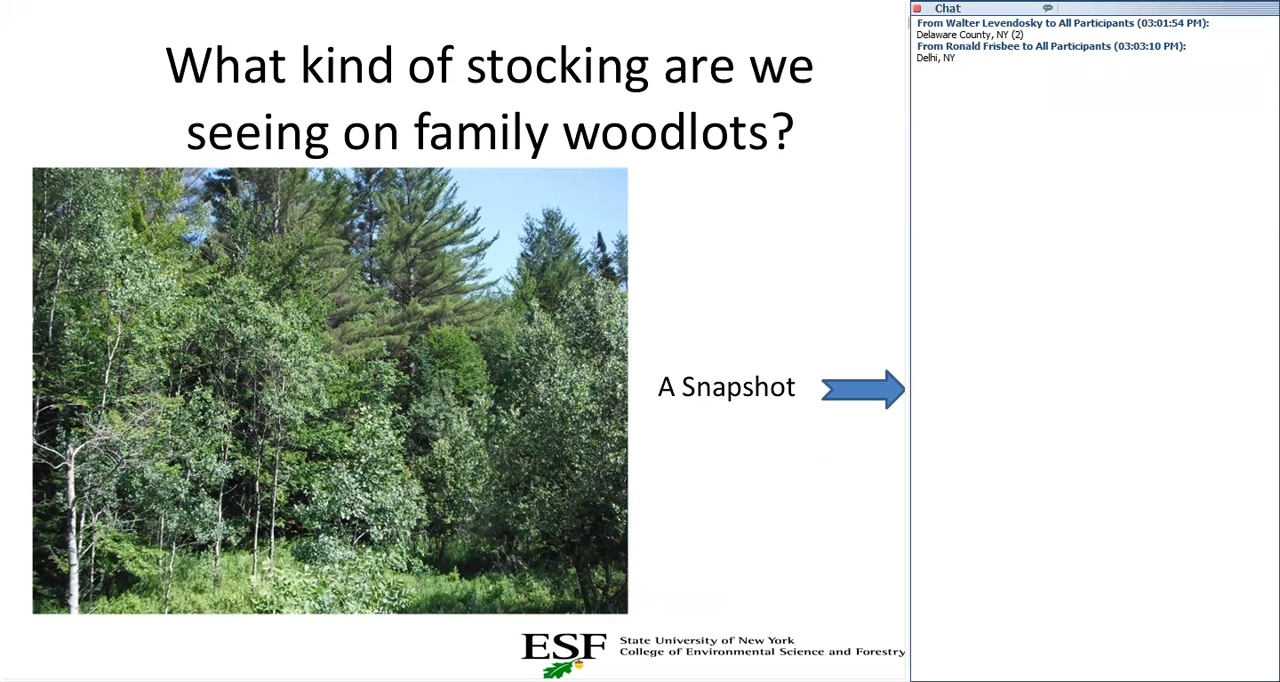 What kind of stocking are we
seeing on family woodlots?
A Snapshot
ESF
State University of New York
College of Environmental Science and Forestry
Chat
From Walter Levendosky to All Participants (03:01:54 PM):
Delaware County, NY (2)
From Ronald Frisbee to All Participants (03:03:10 PM):
Delhi, NY